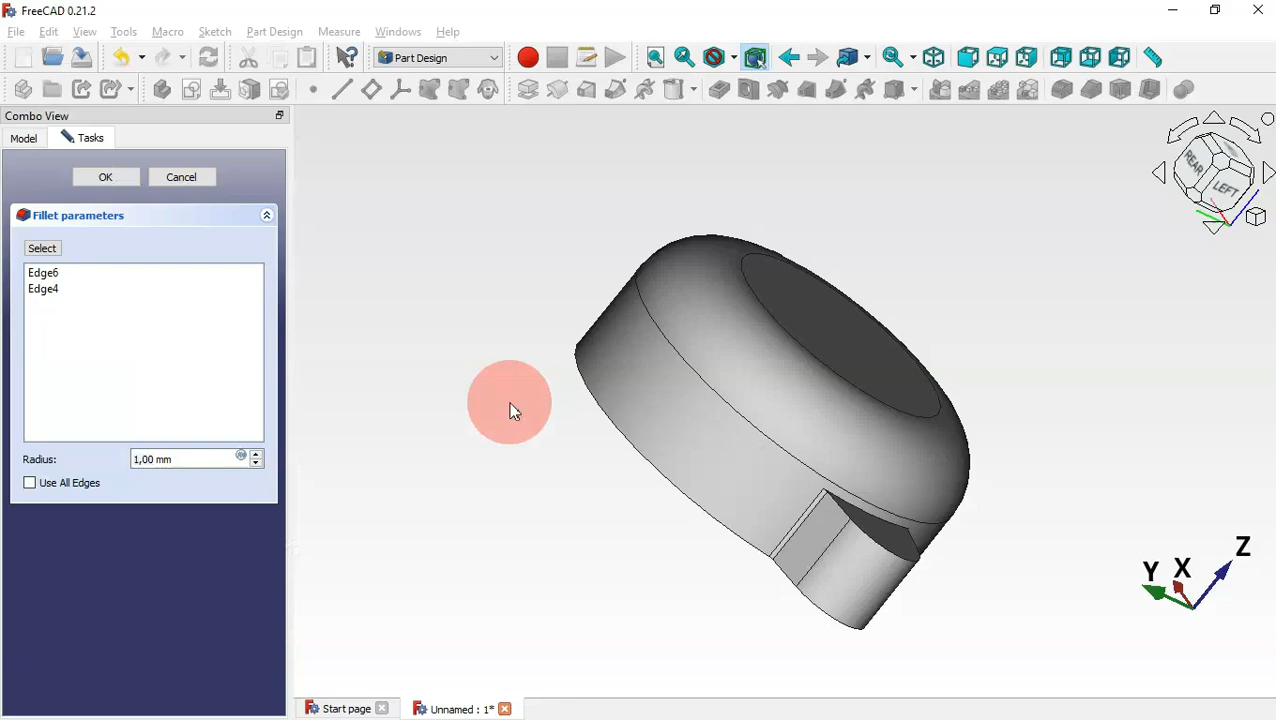 FreeCAD 0.21.2
File Edit View Tools Macro Sketch Part Design Measure Windows Help
Part Design
Combo View
Model Tasks
OK Cancel
Fillet parameters
Select
Edge6
Edge4
Radius: 1,00 mm
Use All Edges
REAR
LEFT
Y X Z
Start page Unnamed : 1*